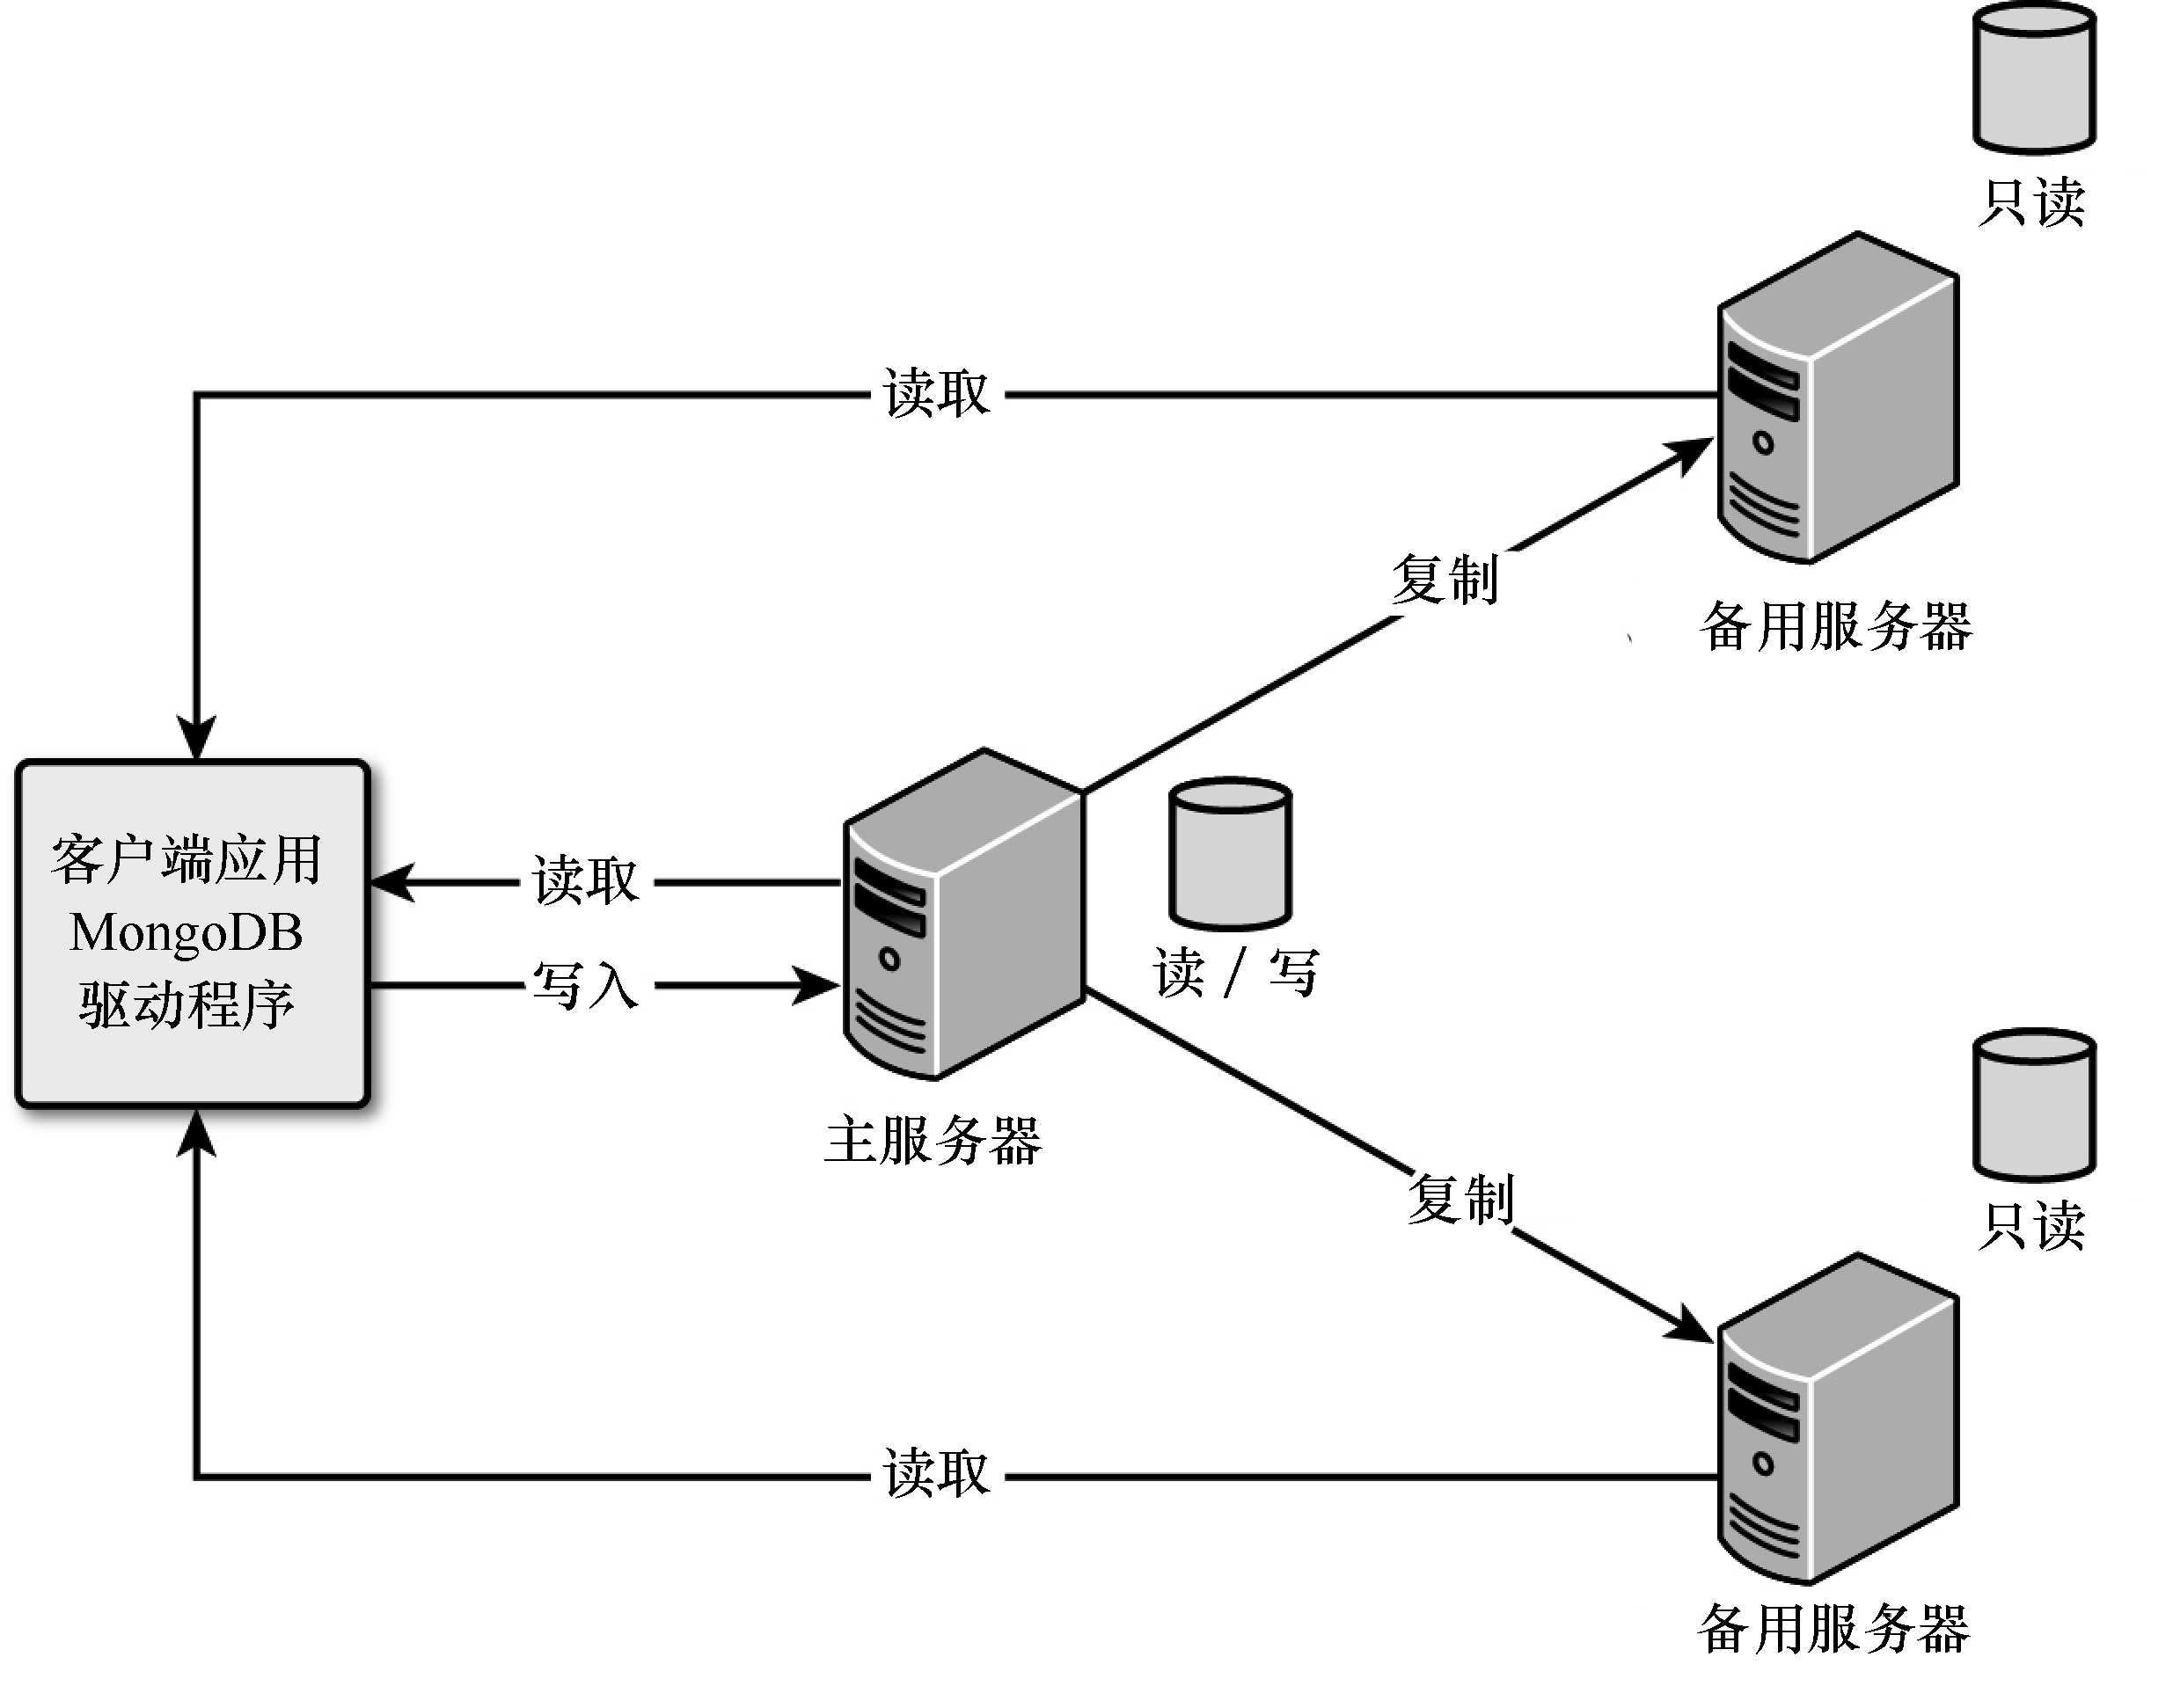 只读
读取
复制
备用服务器
客户端应用
MongoDB
驱动程序
读取
写入
读 / 写
主服务器
复制
只读
读取
备用服务器